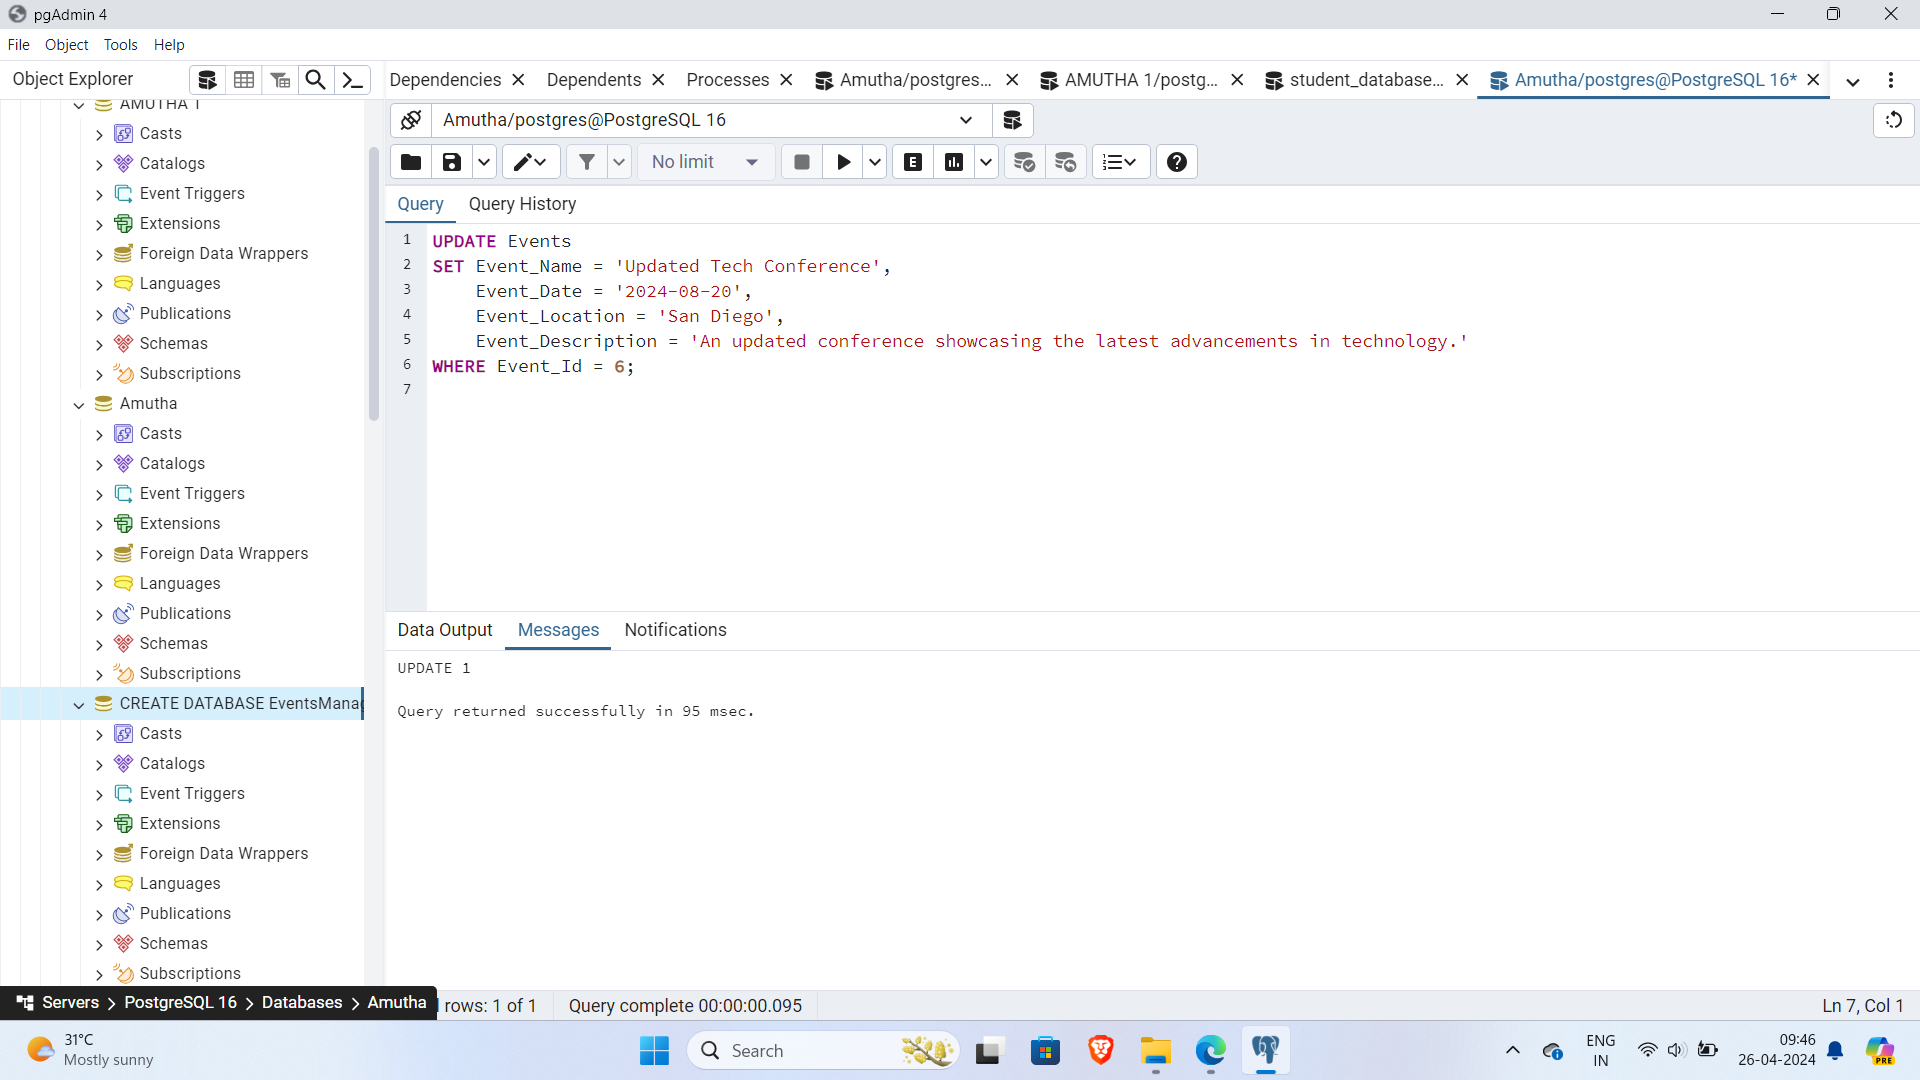 pgAdmin 4
File Object Tools Help
Object Explorer
Dependencies Dependents Processes Amutha/postgres... AMUTHA 1/postg... student_database... Amutha/postgres@PostgreSQL 16*
AMUTHA 1
Casts
Catalogs
Event Triggers
Extensions
Foreign Data Wrappers
Languages
Publications
Schemas
Subscriptions
Amutha
Casts
Catalogs
Event Triggers
Extensions
Foreign Data Wrappers
Languages
Publications
Schemas
Subscriptions
CREATE DATABASE EventsManag
Casts
Catalogs
Event Triggers
Extensions
Foreign Data Wrappers
Languages
Publications
Schemas
Subscriptions
Servers > PostgreSQL 16 > Databases > Amutha
Amutha/postgres@PostgreSQL 16
No limit
E
Query Query History
1 UPDATE Events
2 SET Event_Name = 'Updated Tech Conference',
3 Event_Date = '2024-08-20',
4 Event_Location = 'San Diego',
5 Event_Description = 'An updated conference showcasing the latest advancements in technology.'
6 WHERE Event_Id = 6;
7
Data Output Messages Notifications
UPDATE 1
Query returned successfully in 95 msec.
rows: 1 of 1 Query complete 00:00:00.095 Ln 7, Col 1
31°C
Mostly sunny
Search
ENG
IN
09:46
26-04-2024
PRE